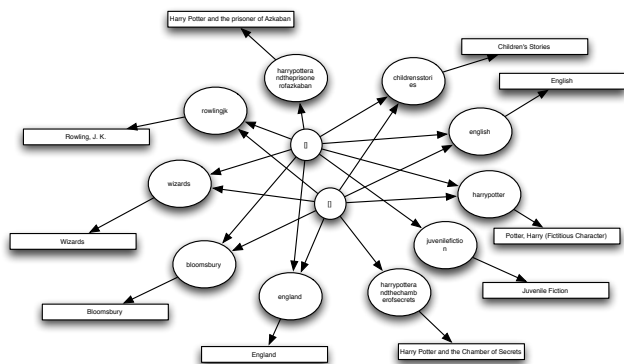 Harry Potter and the prisoner of Azkaban
Children's Stories
harrypottera
ndtheprisone
rofazkaban
childrensstori
es
English
rowlingjk
english
Rowling, J. K.
[]
wizards
harrypotter
[]
Wizards
Potter, Harry (Fictitious Character)
bloomsbury
juvenilefictio
n
harrypottera
ndthechamb
erofsecrets
england
Juvenile Fiction
Bloomsbury
England
Harry Potter and the Chamber of Secrets